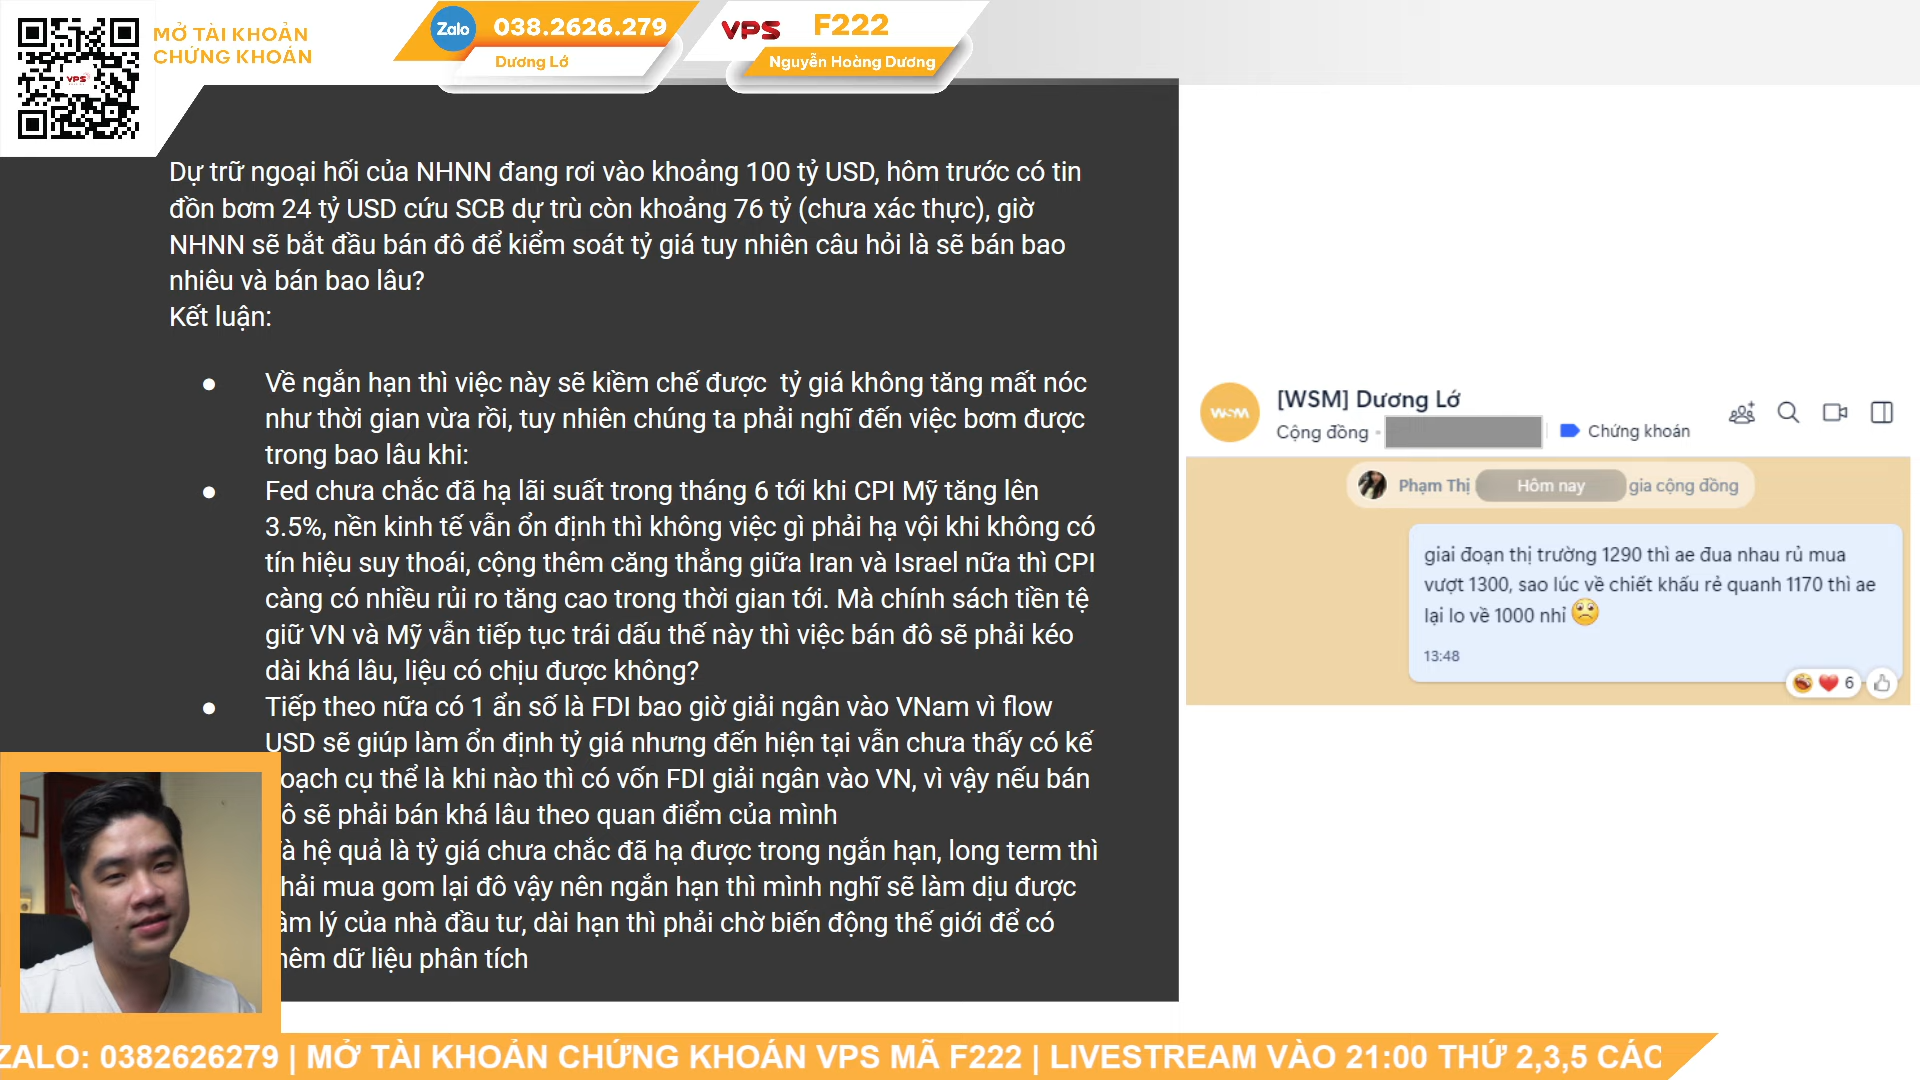 MỞ TÀI KHOẢN
CHỨNG KHOÁN
VPS
Zalo
038.2626.279
Dương Lớ
VPS
F222
Nguyễn Hoàng Dương
Dự trữ ngoại hối của NHNN đang rơi vào khoảng 100 tỷ USD, hôm trước có tin
đồn bơm 24 tỷ USD cứu SCB dự trù còn khoảng 76 tỷ (chưa xác thực), giờ
NHNN sẽ bắt đầu bán đô để kiểm soát tỷ giá tuy nhiên câu hỏi là sẽ bán bao
nhiêu và bán bao lâu?
Kết luận:
● Về ngắn hạn thì việc này sẽ kiềm chế được tỷ giá không tăng mất nóc
như thời gian vừa rồi, tuy nhiên chúng ta phải nghĩ đến việc bơm được
trong bao lâu khi:
● Fed chưa chắc đã hạ lãi suất trong tháng 6 tới khi CPI Mỹ tăng lên
3.5%, nền kinh tế vẫn ổn định thì không việc gì phải hạ vội khi không có
tín hiệu suy thoái, cộng thêm căng thẳng giữa Iran và Israel nữa thì CPI
càng có nhiều rủi ro tăng cao trong thời gian tới. Mà chính sách tiền tệ
giữ VN và Mỹ vẫn tiếp tục trái dấu thế này thì việc bán đô sẽ phải kéo
dài khá lâu, liệu có chịu được không?
● Tiếp theo nữa có 1 ẩn số là FDI bao giờ giải ngân vào VNam vì flow
USD sẽ giúp làm ổn định tỷ giá nhưng đến hiện tại vẫn chưa thấy có kế
oạch cụ thể là khi nào thì có vốn FDI giải ngân vào VN, vì vậy nếu bán
ô sẽ phải bán khá lâu theo quan điểm của mình
à hệ quả là tỷ giá chưa chắc đã hạ được trong ngắn hạn, long term thì
hải mua gom lại đô vậy nên ngắn hạn thì mình nghĩ sẽ làm dịu được
âm lý của nhà đầu tư, dài hạn thì phải chờ biến động thế giới để có
hêm dữ liệu phân tích
WSM
[WSM] Dương Lớ
Cộng đồng
Chứng khoán
Phạm Thị
Hôm nay
gia cộng đồng
giai đoạn thị trường 1290 thì ae đua nhau rủ mua
vượt 1300, sao lúc về chiết khấu rẻ quanh 1170 thì ae
lại lo về 1000 nhỉ
13:48
6
ZALO: 0382626279 | MỞ TÀI KHOẢN CHỨNG KHOÁN VPS MÃ F222 | LIVESTREAM VÀO 21:00 THỨ 2,3,5 CÁC